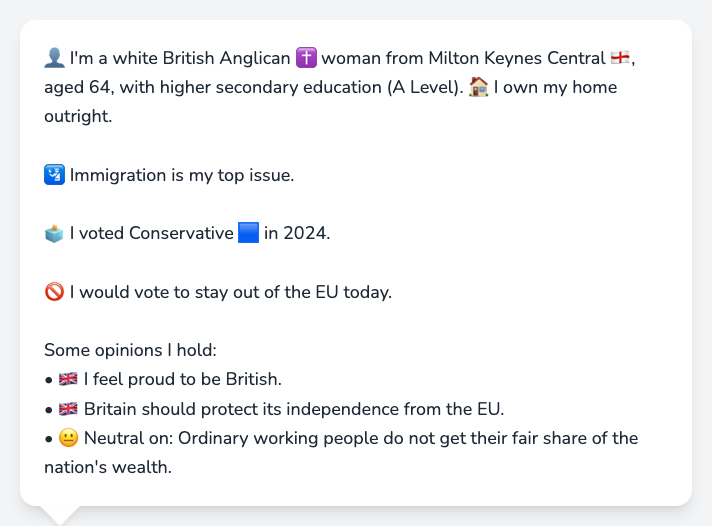 👤 I'm a white British Anglican ✝️ woman from Milton Keynes Central 🏴󠁧󠁢󠁥󠁮󠁧󠁿,
aged 64, with higher secondary education (A Level). 🏠 I own my home
outright.
🛂 Immigration is my top issue.
🗳️ I voted Conservative 🟦 in 2024.
🚫 I would vote to stay out of the EU today.
Some opinions I hold:
• 🇬🇧 I feel proud to be British.
• 🇬🇧 Britain should protect its independence from the EU.
• 😐 Neutral on: Ordinary working people do not get their fair share of the
nation's wealth.